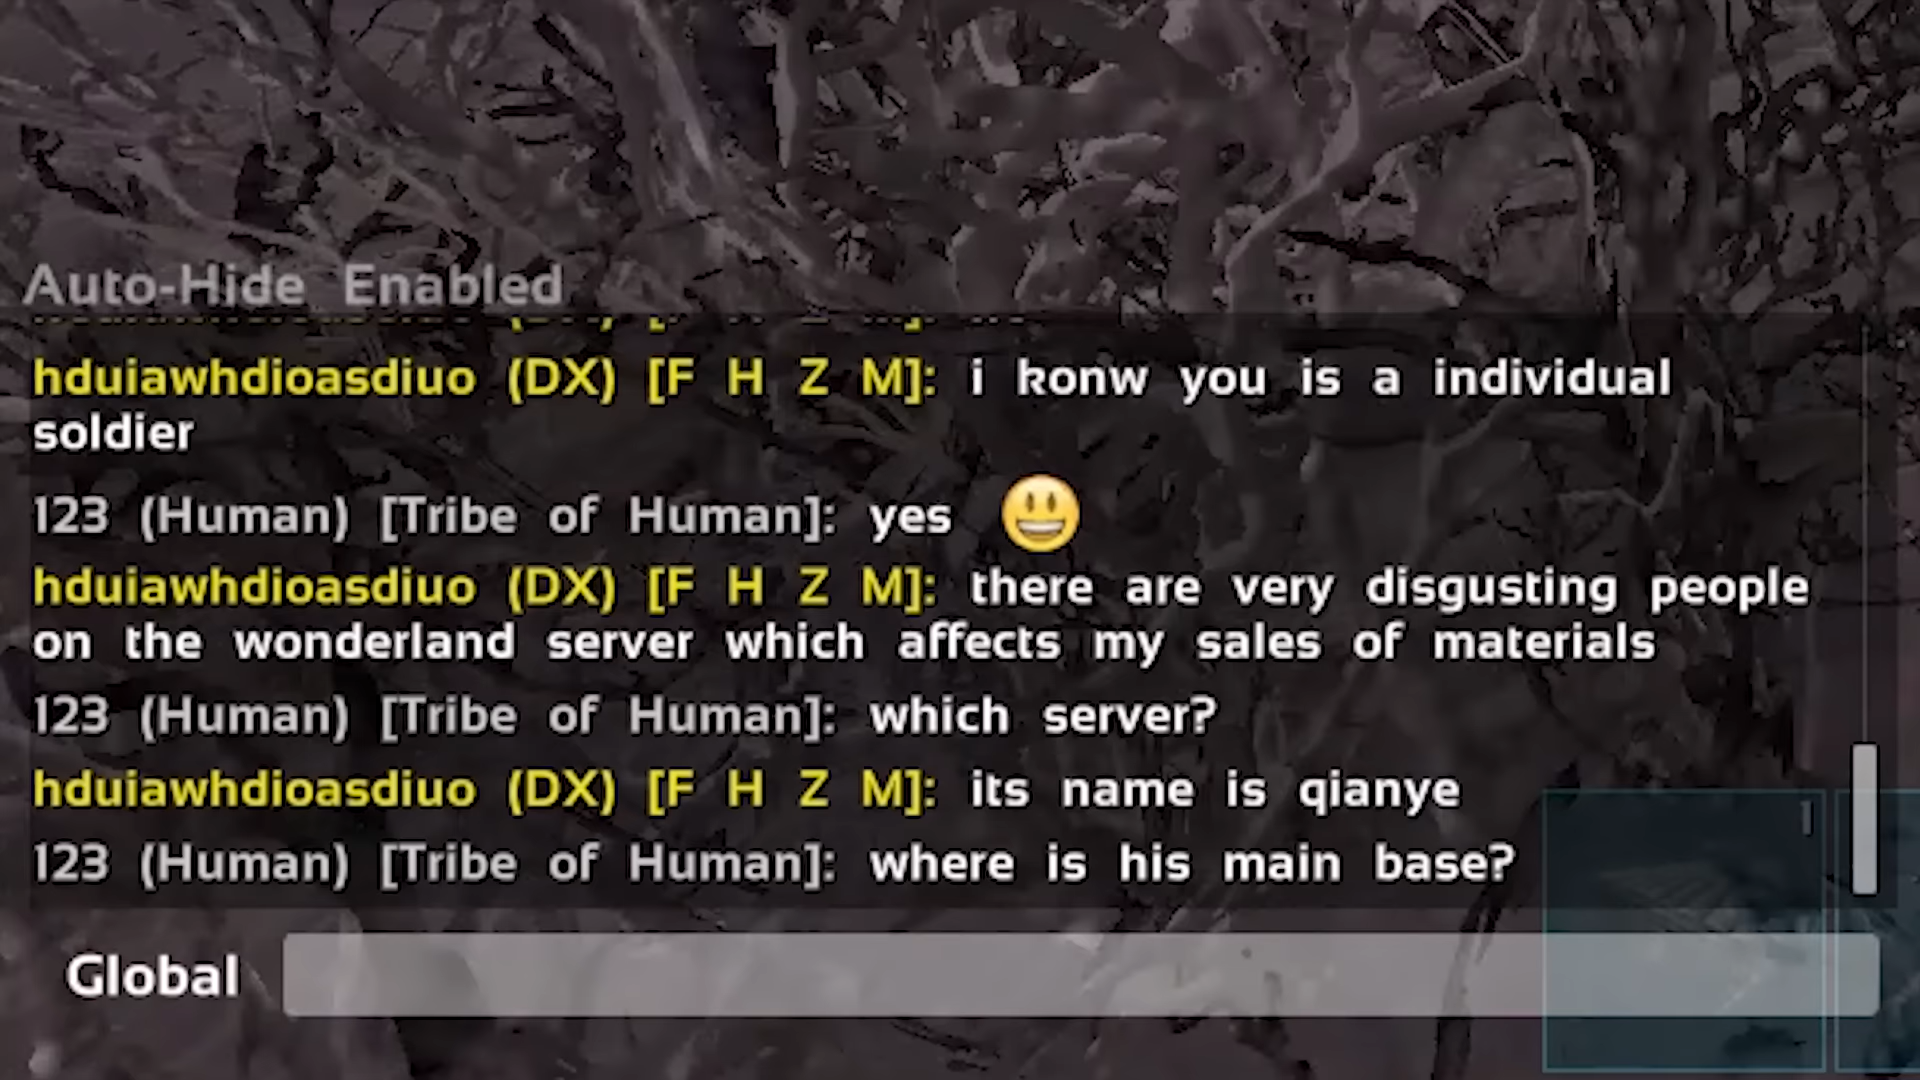 Auto-Hide Enabled
hduiawhdioasdiuo (DX) [F H Z M]: i konw you is a individual
soldier
123 (Human) [Tribe of Human]: yes 😃
hduiawhdioasdiuo (DX) [F H Z M]: there are very disgusting people
on the wonderland server which affects my sales of materials
123 (Human) [Tribe of Human]: which server?
hduiawhdioasdiuo (DX) [F H Z M]: its name is qianye
123 (Human) [Tribe of Human]: where is his main base?
Global